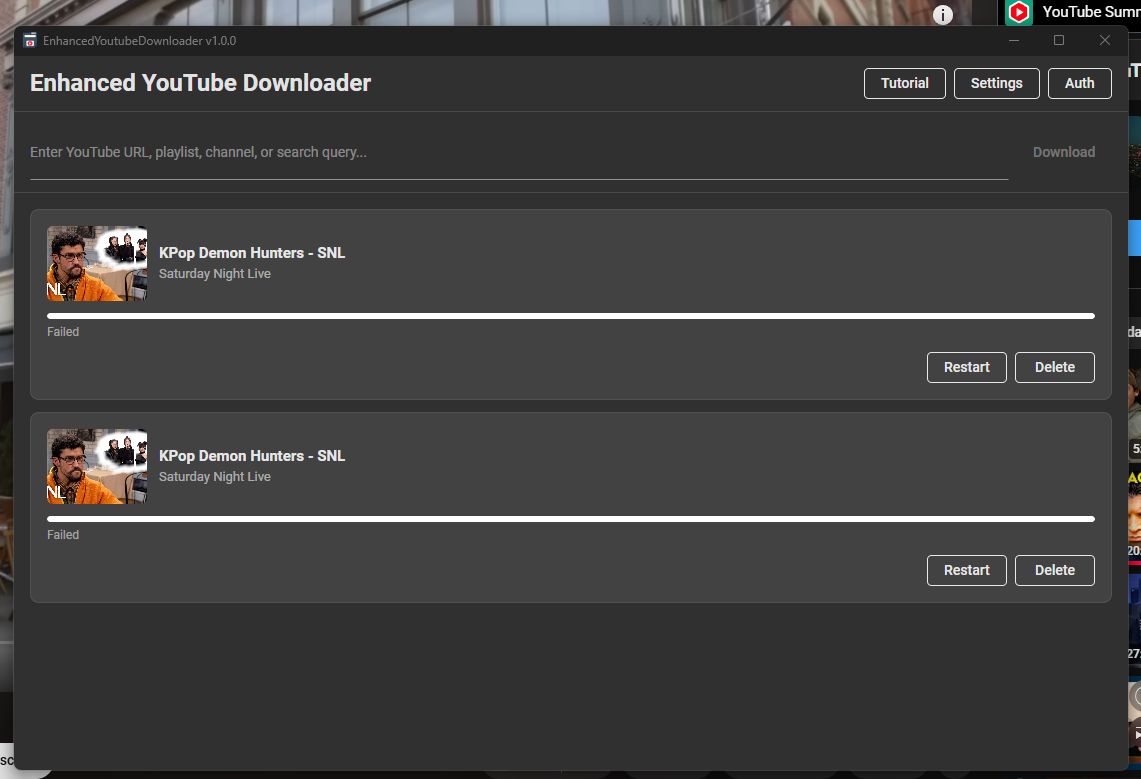 YouTube Summ
EnhancedYoutubeDownloader v1.0.0
Enhanced YouTube Downloader
Tutorial
Settings
Auth
Enter YouTube URL, playlist, channel, or search query...
Download
KPop Demon Hunters - SNL
Saturday Night Live
NL
Failed
Restart
Delete
KPop Demon Hunters - SNL
Saturday Night Live
NL
Failed
Restart
Delete